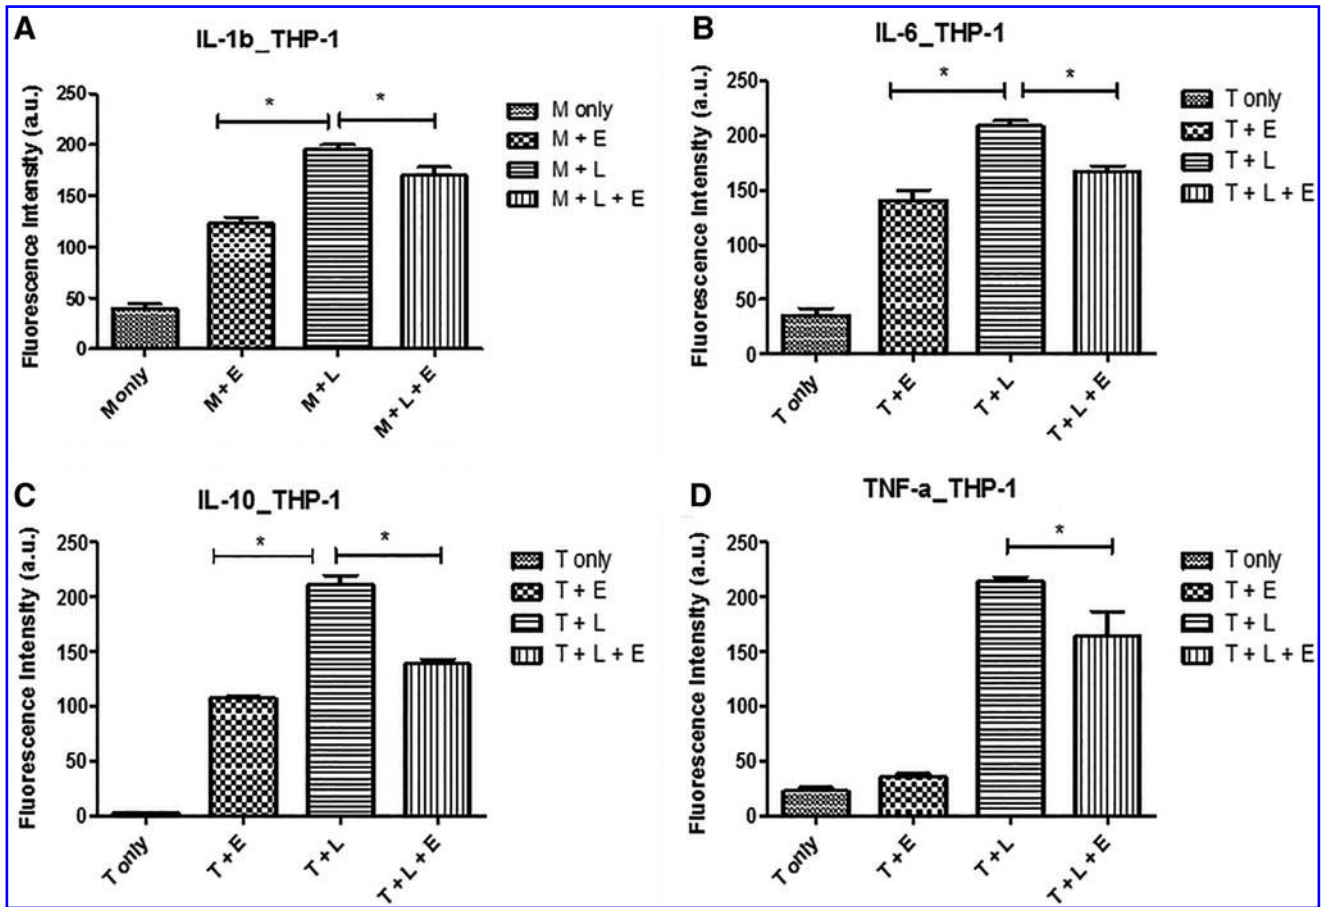 A
IL-1b_THP-1
Fluorescence Intensity (a.u.)
250
200
150
100
50
0
*
*
M only
M + E
M + L
M + L + E
M only
M + E
M + L
M + L + E
B
IL-6_THP-1
Fluorescence Intensity (a.u.)
250
200
150
100
50
0
*
*
T only
T + E
T + L
T + L + E
T only
T + E
T + L
T + L + E
C
IL-10_THP-1
Fluorescence Intensity (a.u.)
250
200
150
100
50
0
*
*
T only
T + E
T + L
T + L + E
T only
T + E
T + L
T + L + E
D
TNF-a_THP-1
Fluorescence Intensity (a.u.)
250
200
150
100
50
0
*
T only
T + E
T + L
T + L + E
T only
T + E
T + L
T + L + E